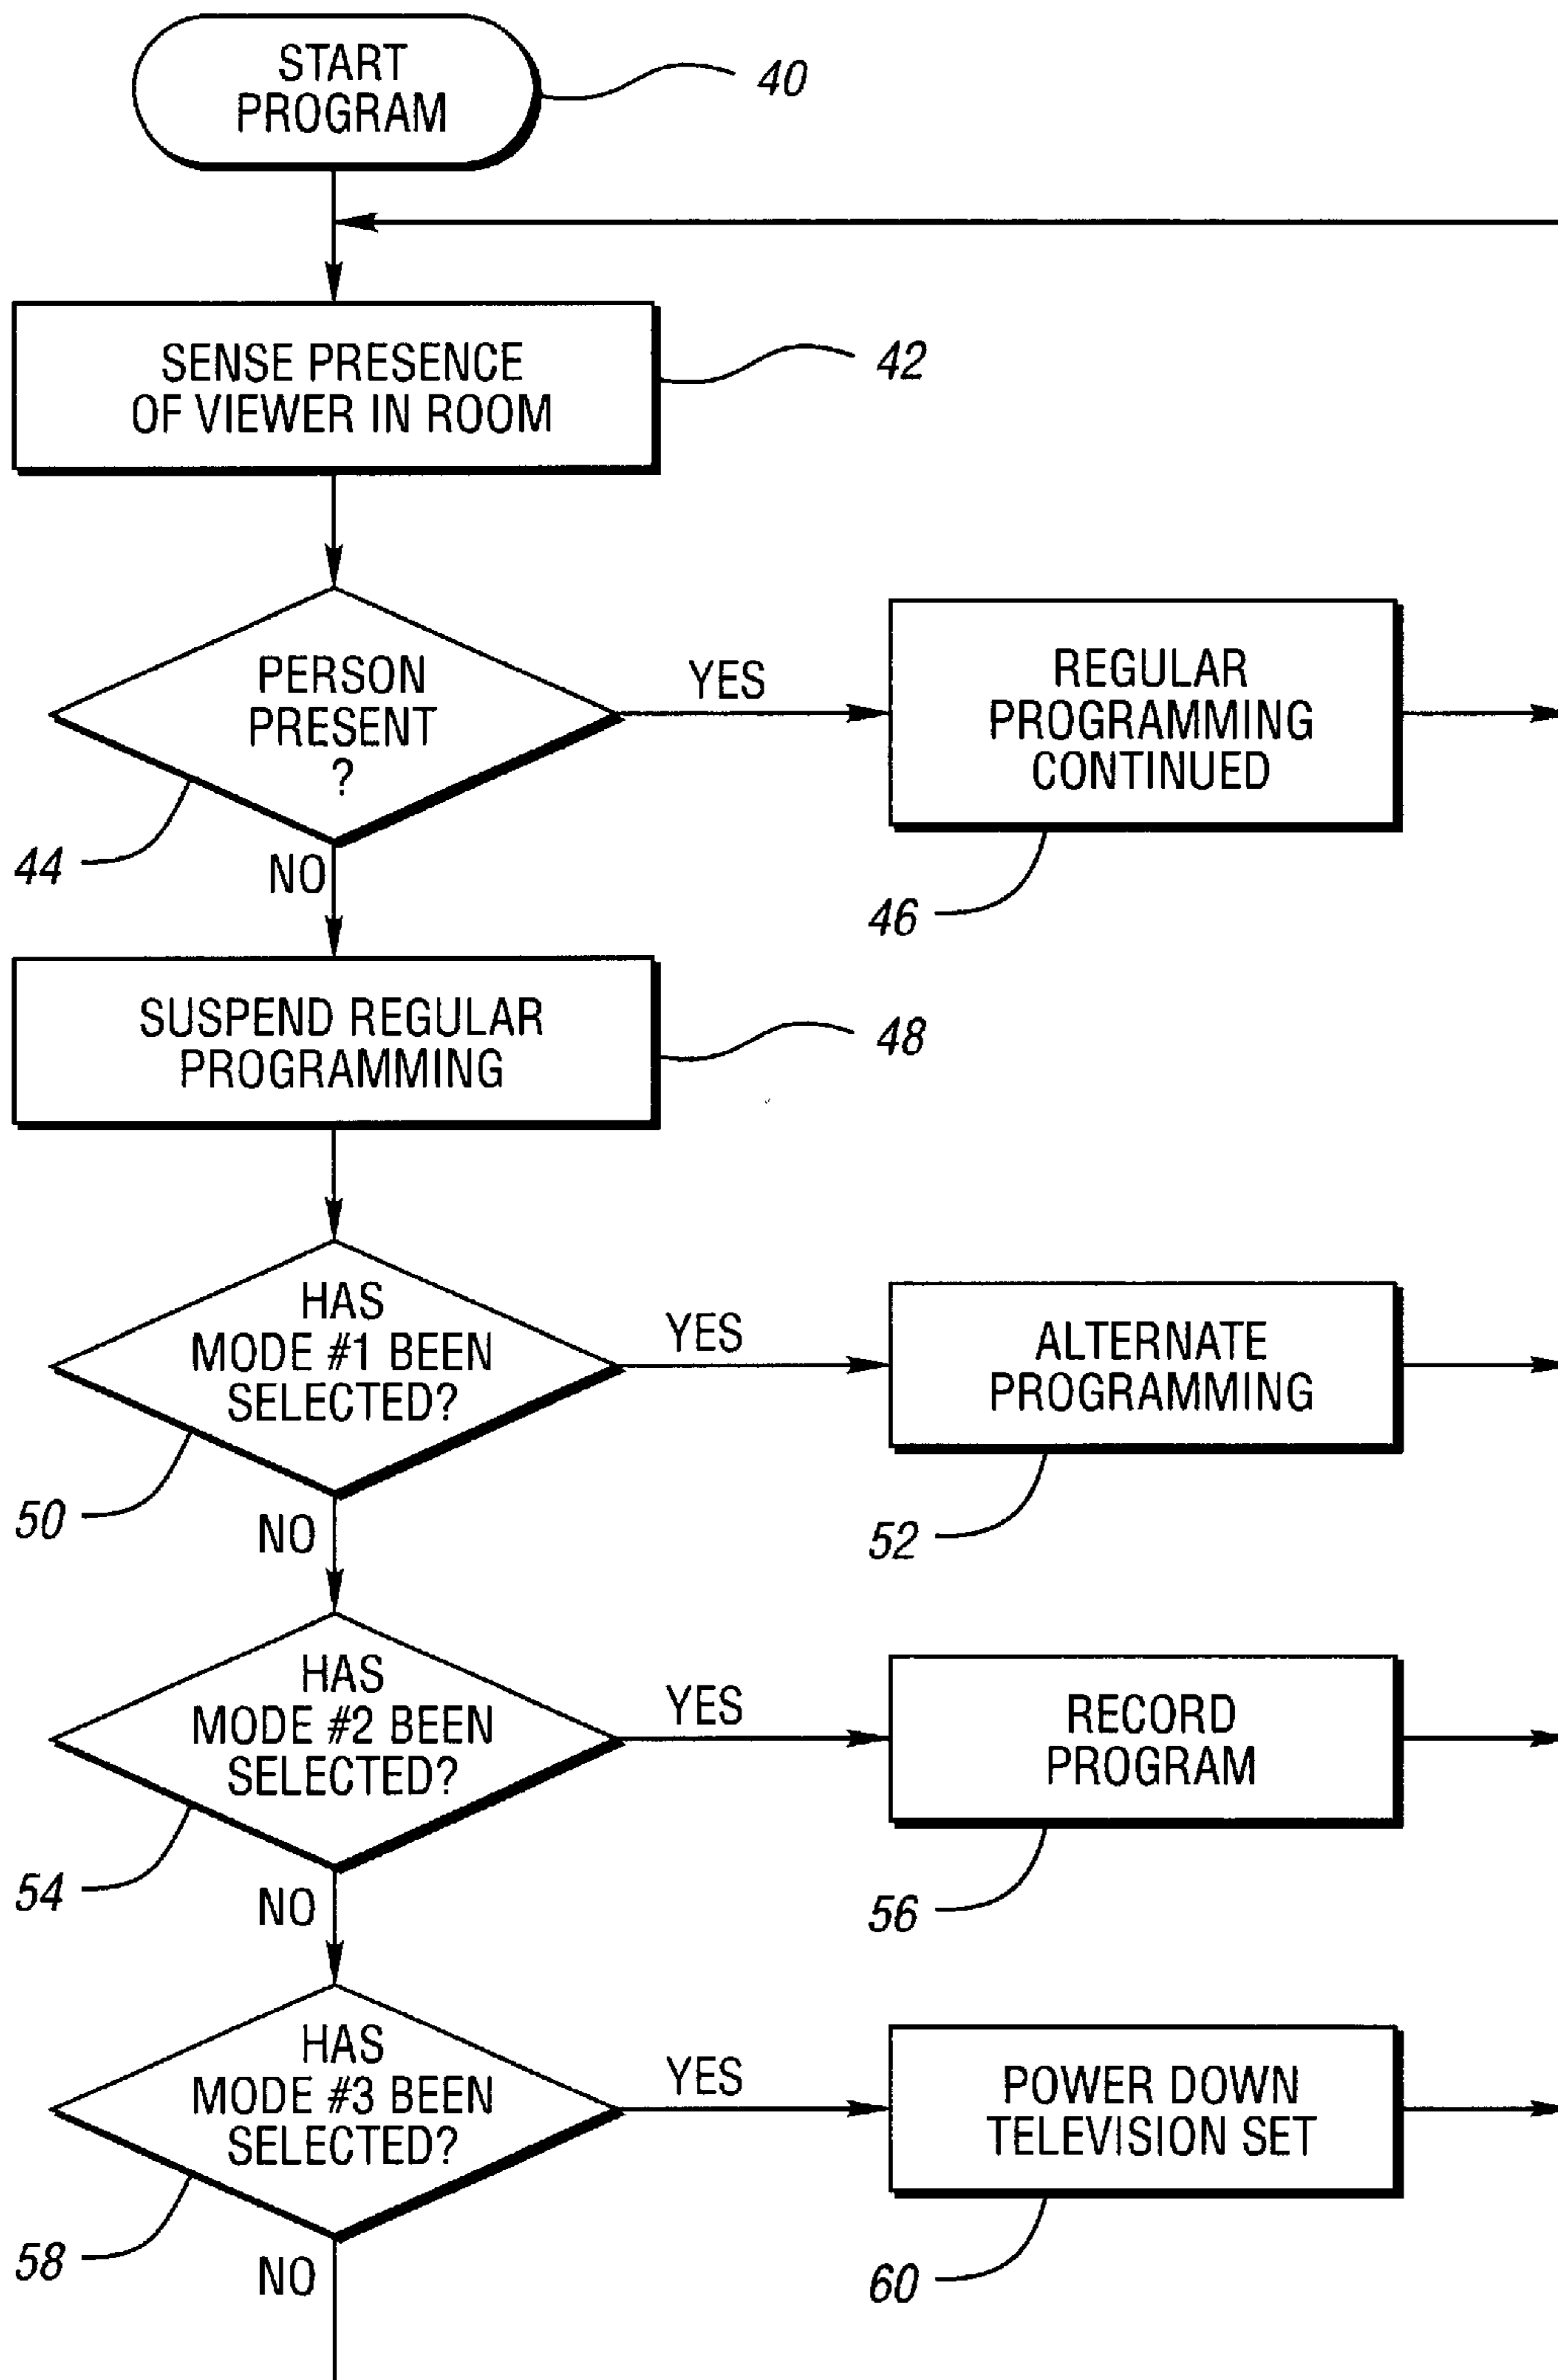 START
PROGRAM
40
SENSE PRESENCE
OF VIEWER IN ROOM
42
PERSON
PRESENT
?
44
YES
REGULAR
PROGRAMMING
CONTINUED
46
NO
SUSPEND REGULAR
PROGRAMMING
48
HAS
MODE #1 BEEN
SELECTED?
50
YES
ALTERNATE
PROGRAMMING
52
NO
HAS
MODE #2 BEEN
SELECTED?
54
YES
RECORD
PROGRAM
56
NO
HAS
MODE #3 BEEN
SELECTED?
58
YES
POWER DOWN
TELEVISION SET
60
NO